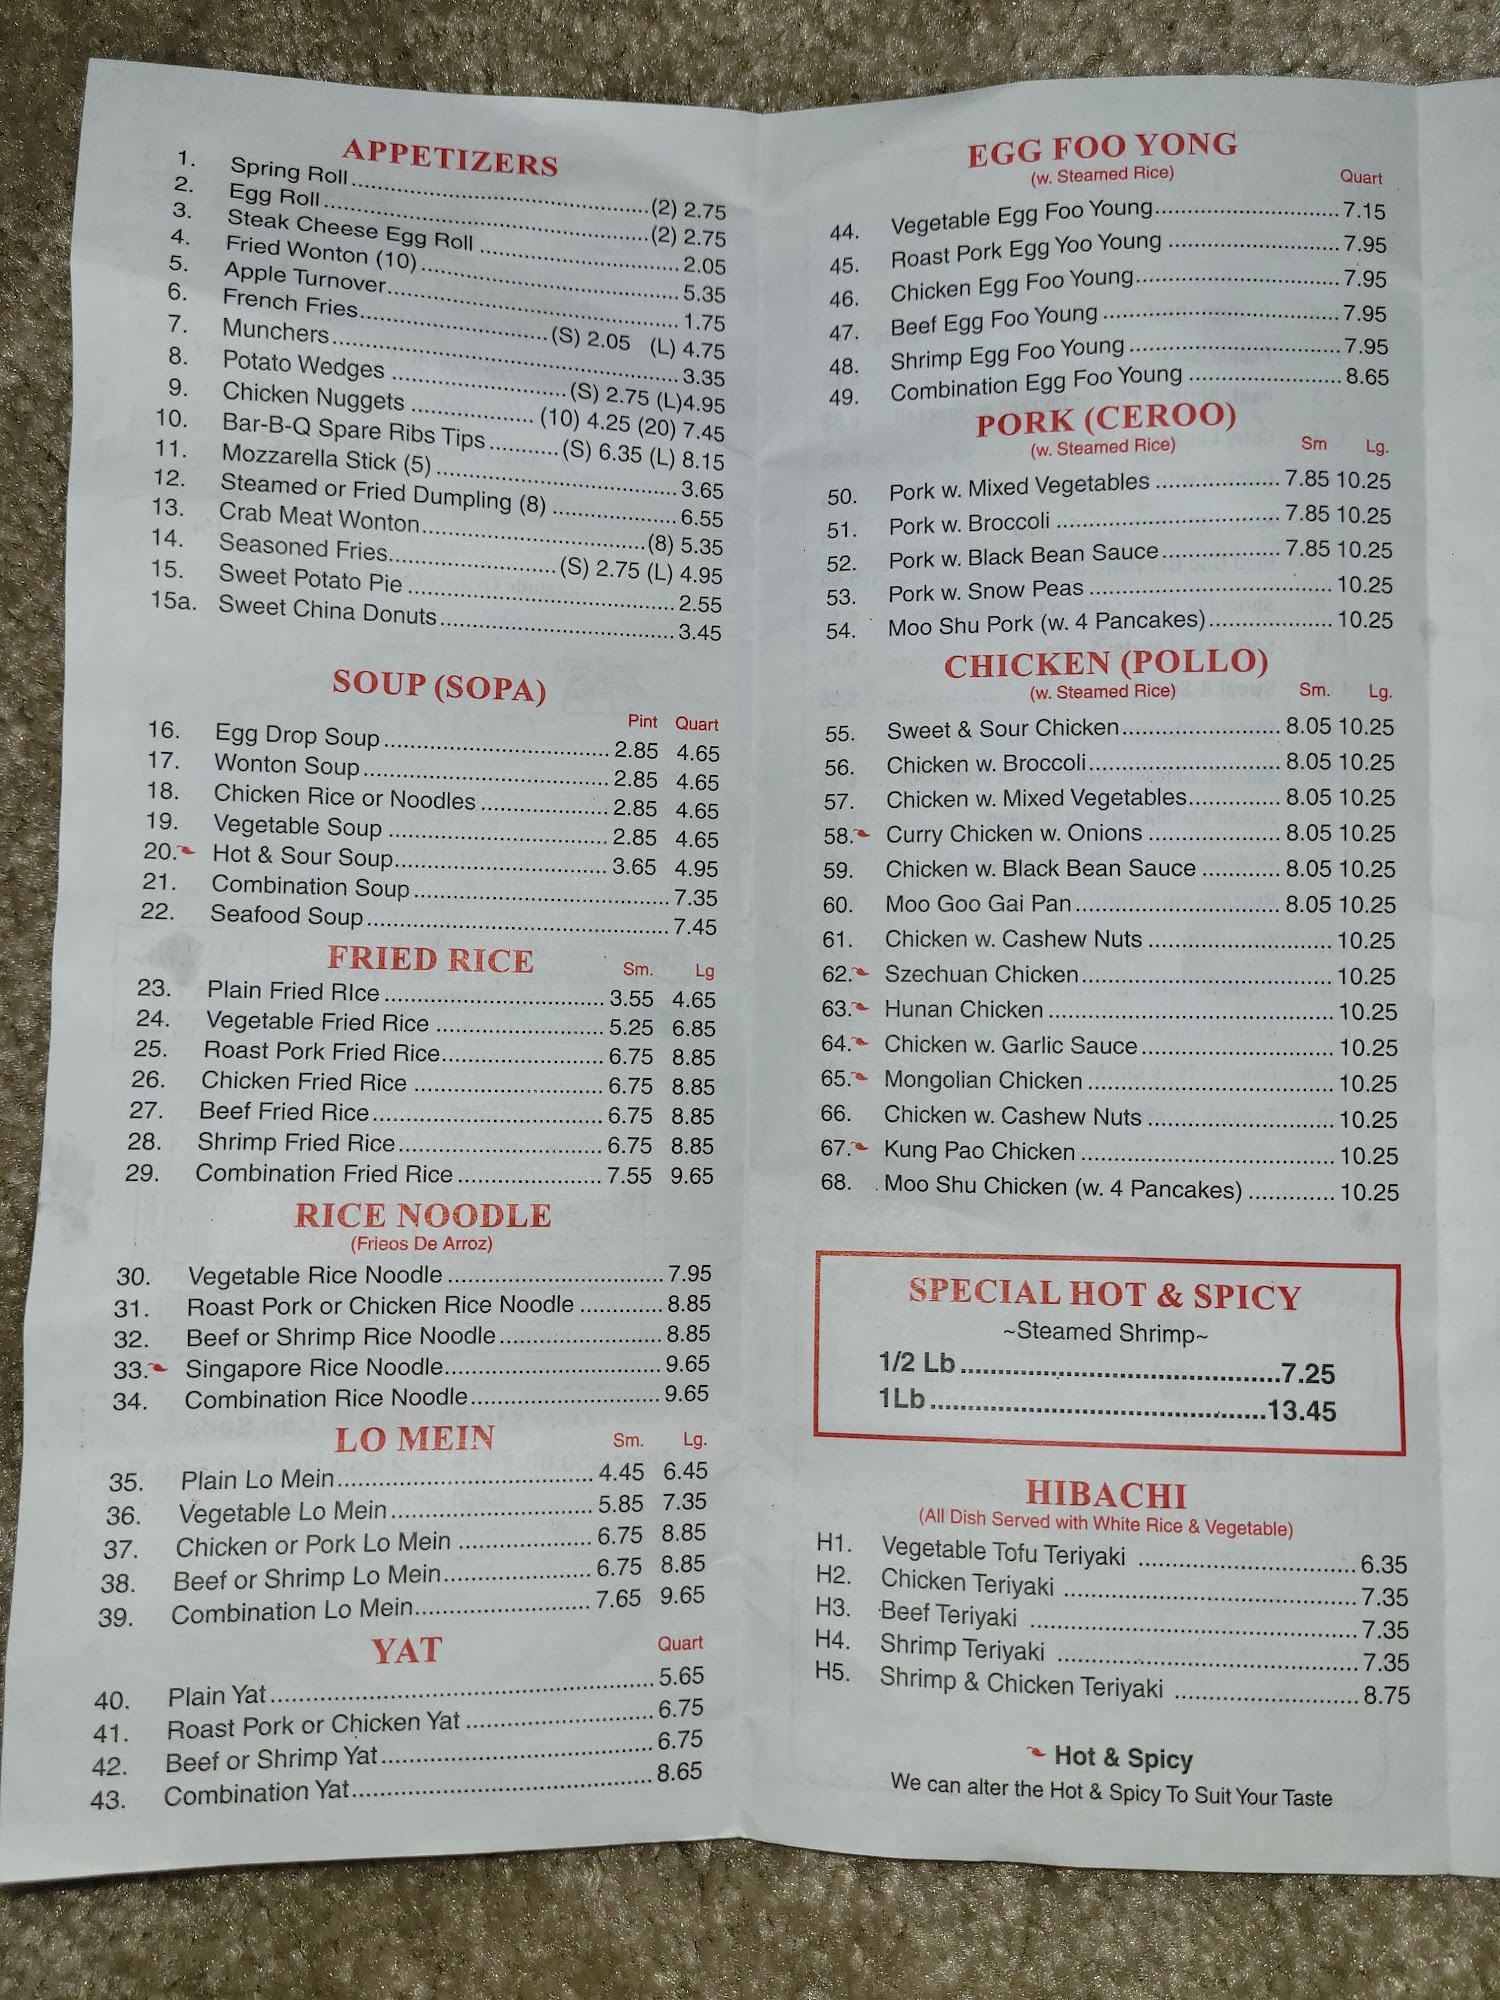 APPETIZERS
1. Spring Roll (2) 2.75
2. Egg Roll (2) 2.75
3. Steak Cheese Egg Roll 2.05
4. Fried Wonton (10) 5.35
5. Apple Turnover 1.75
6. French Fries (S) 2.05 (L) 4.75
7. Munchers 3.35
8. Potato Wedges (S) 2.75 (L)4.95
9. Chicken Nuggets (10) 4.25 (20) 7.45
10. Bar-B-Q Spare Ribs Tips (S) 6.35 (L) 8.15
11. Mozzarella Stick (5) 3.65
12. Steamed or Fried Dumpling (8) 6.55
13. Crab Meat Wonton (8) 5.35
14. Seasoned Fries (S) 2.75 (L) 4.95
15. Sweet Potato Pie 2.55
15a. Sweet China Donuts 3.45
SOUP (SOPA)
Pint Quart
16. Egg Drop Soup 2.85 4.65
17. Wonton Soup 2.85 4.65
18. Chicken Rice or Noodles 2.85 4.65
19. Vegetable Soup 2.85 4.65
20. Hot & Sour Soup 3.65 4.95
21. Combination Soup 7.35
22. Seafood Soup 7.45
FRIED RICE Sm. Lg
23. Plain Fried RIce 3.55 4.65
24. Vegetable Fried Rice 5.25 6.85
25. Roast Pork Fried Rice 6.75 8.85
26. Chicken Fried Rice 6.75 8.85
27. Beef Fried Rice 6.75 8.85
28. Shrimp Fried Rice 6.75 8.85
29. Combination Fried Rice 7.55 9.65
RICE NOODLE
(Frieos De Arroz)
30. Vegetable Rice Noodle 7.95
31. Roast Pork or Chicken Rice Noodle 8.85
32. Beef or Shrimp Rice Noodle 8.85
33. Singapore Rice Noodle 9.65
34. Combination Rice Noodle 9.65
LO MEIN Sm. Lg.
35. Plain Lo Mein 4.45 6.45
36. Vegetable Lo Mein 5.85 7.35
37. Chicken or Pork Lo Mein 6.75 8.85
38. Beef or Shrimp Lo Mein 6.75 8.85
39. Combination Lo Mein 7.65 9.65
YAT Quart
40. Plain Yat 5.65
41. Roast Pork or Chicken Yat 6.75
42. Beef or Shrimp Yat 6.75
43. Combination Yat 8.65
EGG FOO YONG
(w. Steamed Rice) Quart
44. Vegetable Egg Foo Young 7.15
45. Roast Pork Egg Yoo Young 7.95
46. Chicken Egg Foo Young 7.95
47. Beef Egg Foo Young 7.95
48. Shrimp Egg Foo Young 7.95
49. Combination Egg Foo Young 8.65
PORK (CEROO)
(w. Steamed Rice) Sm Lg.
50. Pork w. Mixed Vegetables 7.85 10.25
51. Pork w. Broccoli 7.85 10.25
52. Pork w. Black Bean Sauce 7.85 10.25
53. Pork w. Snow Peas 10.25
54. Moo Shu Pork (w. 4 Pancakes) 10.25
CHICKEN (POLLO)
(w. Steamed Rice) Sm. Lg.
55. Sweet & Sour Chicken 8.05 10.25
56. Chicken w. Broccoli 8.05 10.25
57. Chicken w. Mixed Vegetables 8.05 10.25
58. Curry Chicken w. Onions 8.05 10.25
59. Chicken w. Black Bean Sauce 8.05 10.25
60. Moo Goo Gai Pan 8.05 10.25
61. Chicken w. Cashew Nuts 10.25
62. Szechuan Chicken 10.25
63. Hunan Chicken 10.25
64. Chicken w. Garlic Sauce 10.25
65. Mongolian Chicken 10.25
66. Chicken w. Cashew Nuts 10.25
67. Kung Pao Chicken 10.25
68. Moo Shu Chicken (w. 4 Pancakes) 10.25
SPECIAL HOT & SPICY
~Steamed Shrimp~
1/2 Lb 7.25
1Lb 13.45
HIBACHI
(All Dish Served with White Rice & Vegetable)
H1. Vegetable Tofu Teriyaki 6.35
H2. Chicken Teriyaki 7.35
H3. Beef Teriyaki 7.35
H4. Shrimp Teriyaki 7.35
H5. Shrimp & Chicken Teriyaki 8.75
Hot & Spicy
We can alter the Hot & Spicy To Suit Your Taste